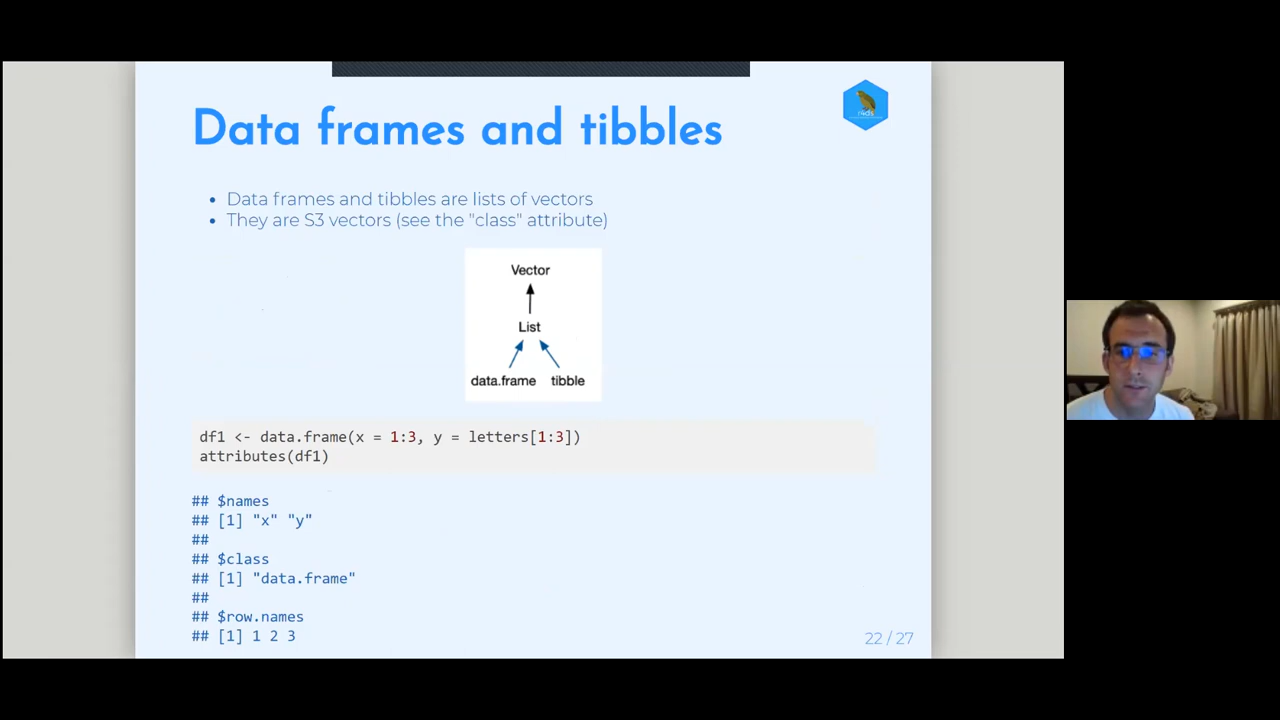 Data frames and tibbles
r4ds
• Data frames and tibbles are lists of vectors
• They are S3 vectors (see the "class" attribute)
Vector
List
data.frame tibble
df1 <- data.frame(x = 1:3, y = letters[1:3])
attributes(df1)
## $names
## [1] "x" "y"
##
## $class
## [1] "data.frame"
##
## $row.names
## [1] 1 2 3
22 / 27